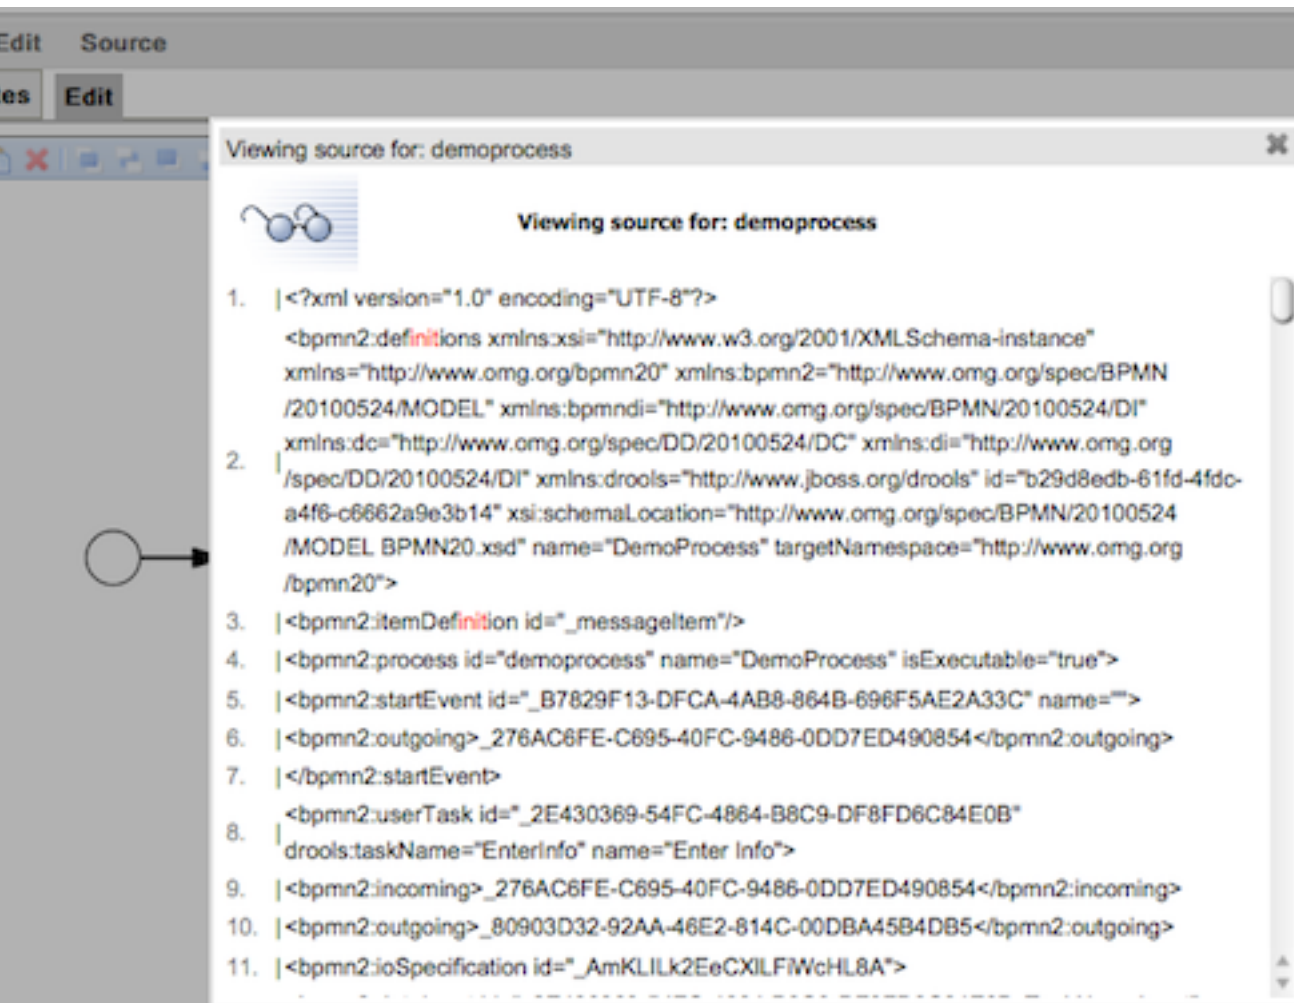 Edit Source
es Edit
Viewing source for: demoprocess
Viewing source for: demoprocess
1. |<?xml version="1.0" encoding="UTF-8"?>
<bpmn2:definitions xmlns:xsi="http://www.w3.org/2001/XMLSchema-instance"
xmlns="http://www.omg.org/bpmn20" xmlns:bpmn2="http://www.omg.org/spec/BPMN
/20100524/MODEL" xmlns:bpmndi="http://www.omg.org/spec/BPMN/20100524/DI"
xmlns:dc="http://www.omg.org/spec/DD/20100524/DC" xmlns:di="http://www.omg.org
2. |/spec/DD/20100524/DI" xmlns:drools="http://www.jboss.org/drools" id="b29d8edb-61fd-4fdc-
a4f6-c6662a9e3b14" xsi:schemaLocation="http://www.omg.org/spec/BPMN/20100524
/MODEL BPMN20.xsd" name="DemoProcess" targetNamespace="http://www.omg.org
/bpmn20">
3. |<bpmn2:itemDefinition id="_messageItem"/>
4. |<bpmn2:process id="demoprocess" name="DemoProcess" isExecutable="true">
5. |<bpmn2:startEvent id="_B7829F13-DFCA-4AB8-864B-696F5AE2A33C" name="">
6. |<bpmn2:outgoing>_276AC6FE-C695-40FC-9486-0DD7ED490854</bpmn2:outgoing>
7. |</bpmn2:startEvent>
<bpmn2:userTask id="_2E430369-54FC-4864-B8C9-DF8FD6C84E0B"
8. |
drools:taskName="EnterInfo" name="Enter Info">
9. |<bpmn2:incoming>_276AC6FE-C695-40FC-9486-0DD7ED490854</bpmn2:incoming>
10. |<bpmn2:outgoing>_80903D32-92AA-46E2-814C-00DBA45B4DB5</bpmn2:outgoing>
11. |<bpmn2:ioSpecification id="_AmKLILk2EeCXILFiWcHL8A">